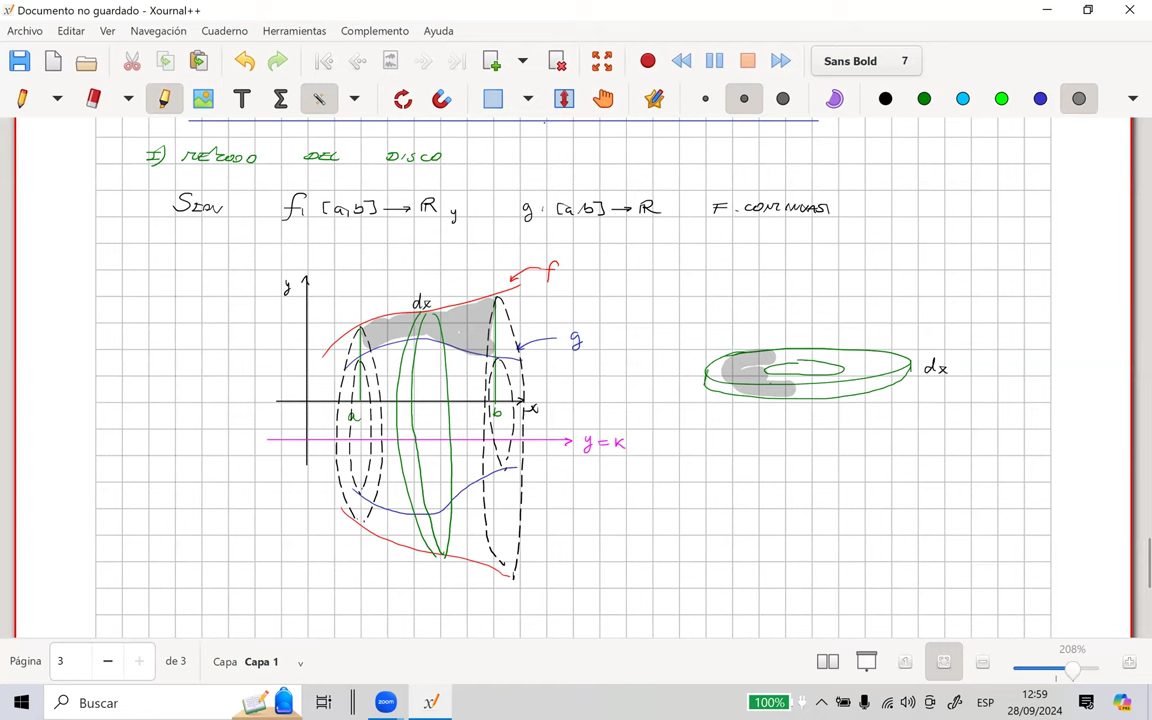 Documento no guardado - Xournal++
Archivo Editar Ver Navegación Cuaderno Herramientas Complemento Ayuda
Sans Bold 7
I) MÉTODO DEL DISCO
SEAN f: [a,b] → R y g: [a,b] → R F. CONTINUAS
f
y
dx
g
dx
a
b
x
y = K
Página 3 de 3 Capa Capa 1
208%
Buscar
zoom
100%
ESP
12:59
28/09/2024